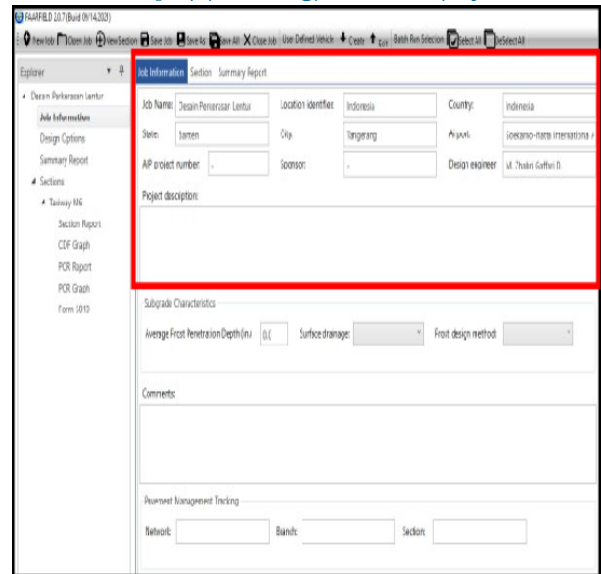 FAARFIELD 2.0.7 (Build 09/14/2021)
New Job Open Job New Section Save Job Save As Save All Close Job User Defined Vehicle Create Edit Batch Run Selection Select All DeSelect All
Explorer
Job Information Section Summary Report
Desain Perkerasan Lentur
Job Information
Design Options
Summary Report
Sections
Taxiway M6
Section Report
CDF Graph
PCR Report
PCR Graph
Form 5010
Job Name: Desain Perkerasan Lentur Location identifier: Indonesia Country: Indonesia
State: Banten City: Tangerang Airport: Soekarno-Hatta Internationa
AIP project number: - Sponsor: - Design engineer M.
Project description:
Subgrade Characteristics
Average Frost Penetration Depth (in.) 0.( Surface drainage: Frost design method:
Comments:
Pavement Management Tracking
Network: Branch: Section: